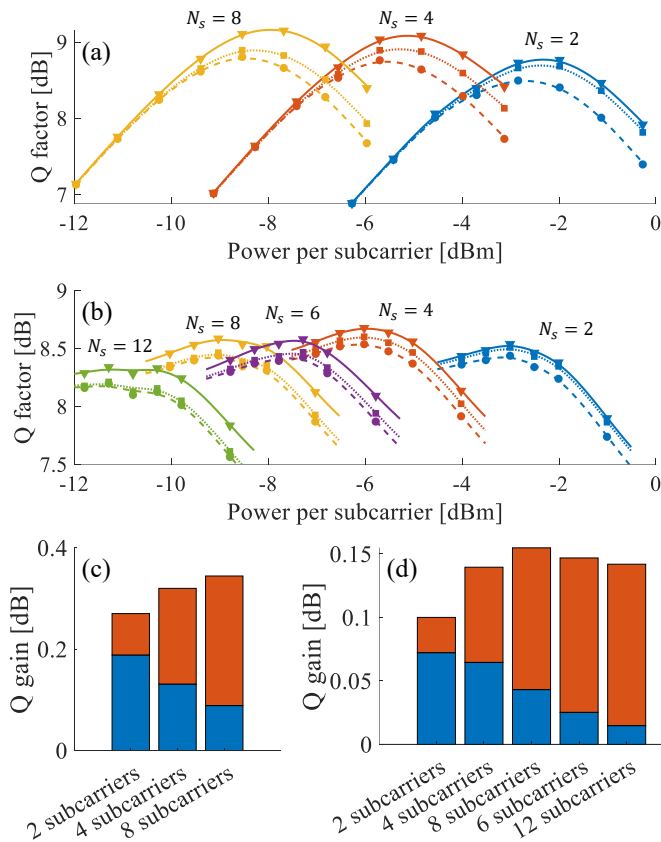 (a)
N_s = 8
N_s = 4
N_s = 2
Q factor [dB]
9
8
7
-12
-10
-8
-6
-4
-2
0
Power per subcarrier [dBm]
(b)
N_s = 12
N_s = 8
N_s = 6
N_s = 4
N_s = 2
Q factor [dB]
9
8.5
8
7.5
-12
-10
-8
-6
-4
-2
0
Power per subcarrier [dBm]
(c)
Q gain [dB]
0.4
0.2
0
2 subcarriers
4 subcarriers
8 subcarriers
(d)
Q gain [dB]
0.15
0.1
0.05
0
2 subcarriers
4 subcarriers
8 subcarriers
6 subcarriers
12 subcarriers